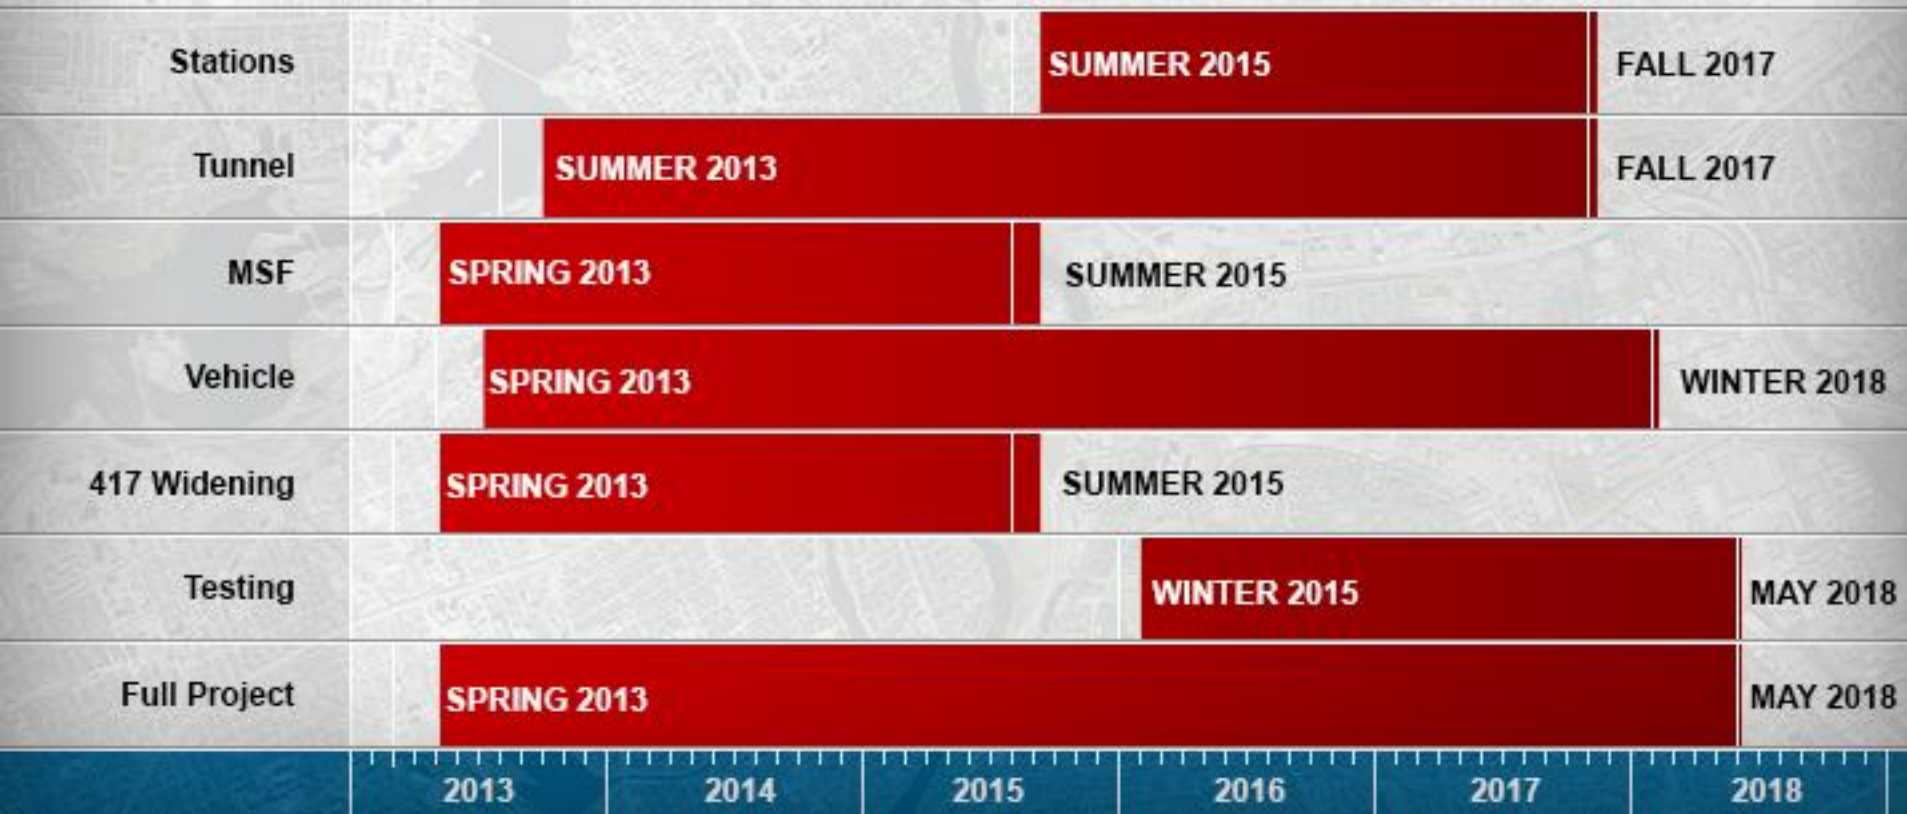 Stations SUMMER 2015 FALL 2017
Tunnel SUMMER 2013 FALL 2017
MSF SPRING 2013 SUMMER 2015
Vehicle SPRING 2013 WINTER 2018
417 Widening SPRING 2013 SUMMER 2015
Testing WINTER 2015 MAY 2018
Full Project SPRING 2013 MAY 2018
2013 2014 2015 2016 2017 2018